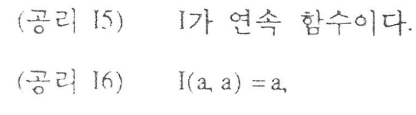 (공리 I5) I가 연속 함수이다.
(공리 I6) I(a, a) = a,